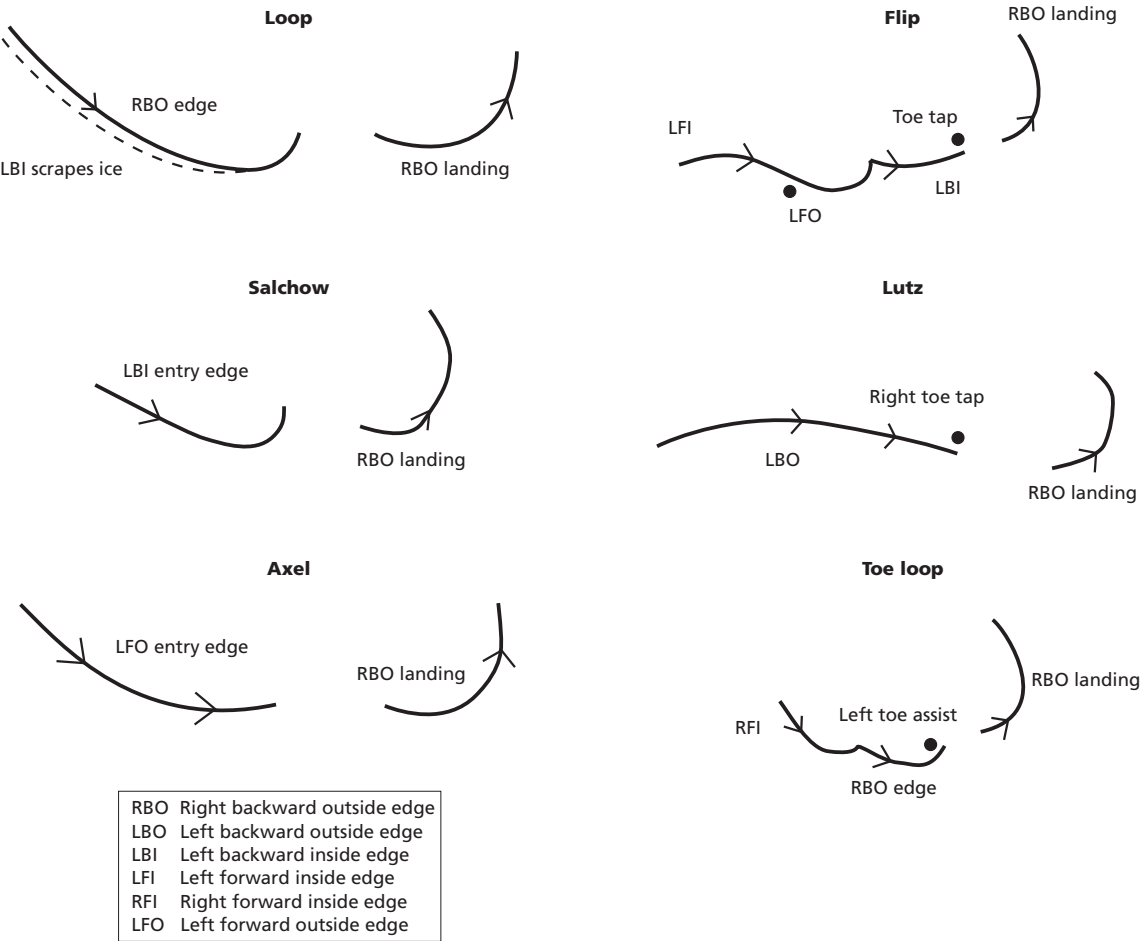 Loop
RBO edge
LBI scrapes ice
RBO landing
Flip
RBO landing
LFI
Toe tap
LFO
LBI
Salchow
LBI entry edge
RBO landing
Lutz
Right toe tap
LBO
RBO landing
Axel
LFO entry edge
RBO landing
Toe loop
RBO landing
RFI
Left toe assist
RBO edge
RBO Right backward outside edge
LBO Left backward outside edge
LBI Left backward inside edge
LFI Left forward inside edge
RFI Right forward inside edge
LFO Left forward outside edge